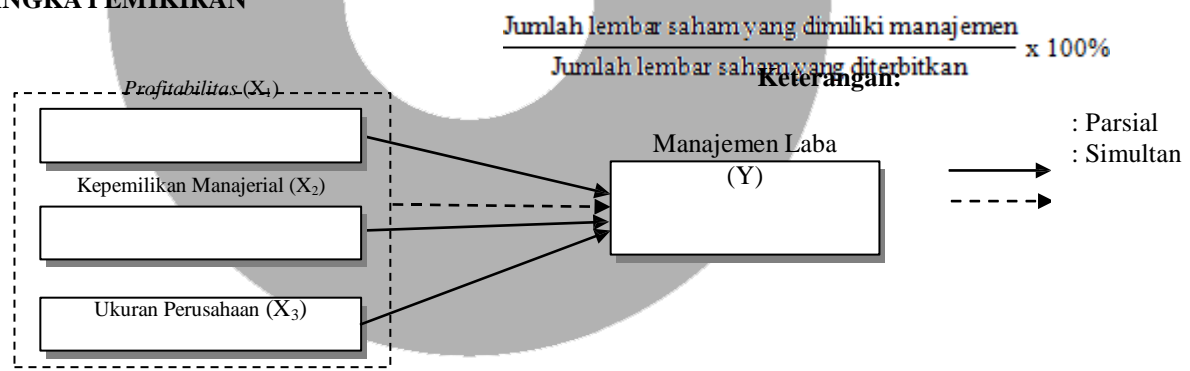 NGKA PEMIKIRAN
Jumlah lembar saham yang dimiliki manajemen
x 100%
Jumlah lembar saham yang diterbitkan
Keterangan:
Profitabilitas (X₁)
Kepemilikan Manajerial (X₂)
Ukuran Perusahaan (X₃)
Manajemen Laba
(Y)
: Parsial
: Simultan